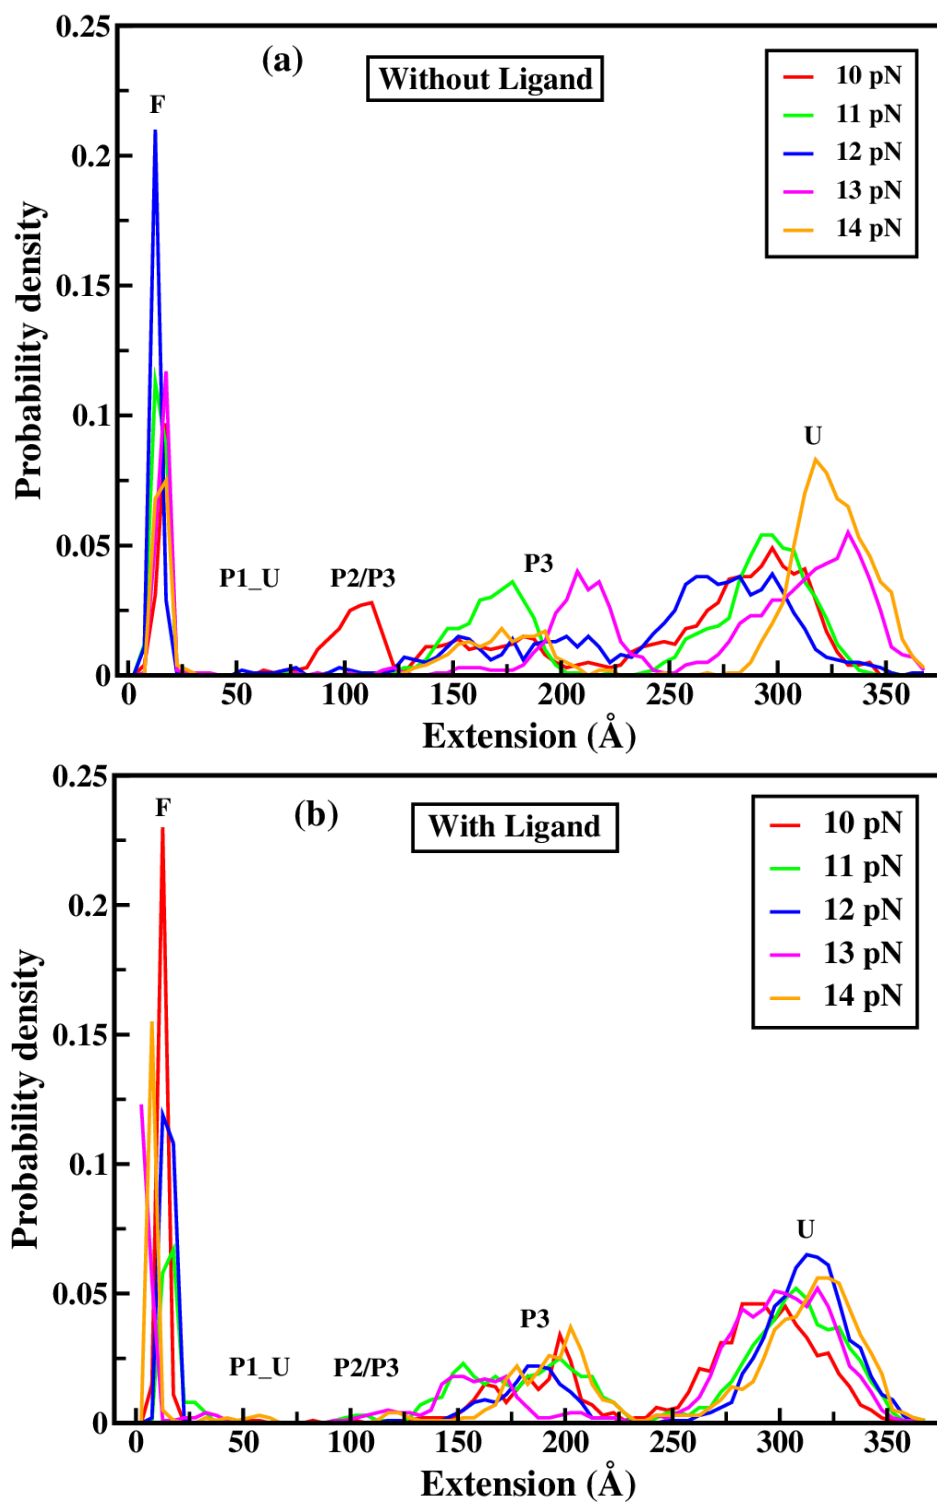 0.25
(a)
Without Ligand
10 pN
11 pN
12 pN
13 pN
14 pN
F
0.2
0.15
0.1
0.05
0
Probability density
U
P1_U
P2/P3
P3
0 50 100 150 200 250 300 350
Extension (Å)
0.25
F
(b)
With Ligand
10 pN
11 pN
12 pN
13 pN
14 pN
0.2
0.15
0.1
0.05
0
Probability density
U
P3
P1_U
P2/P3
0 50 100 150 200 250 300 350
Extension (Å)